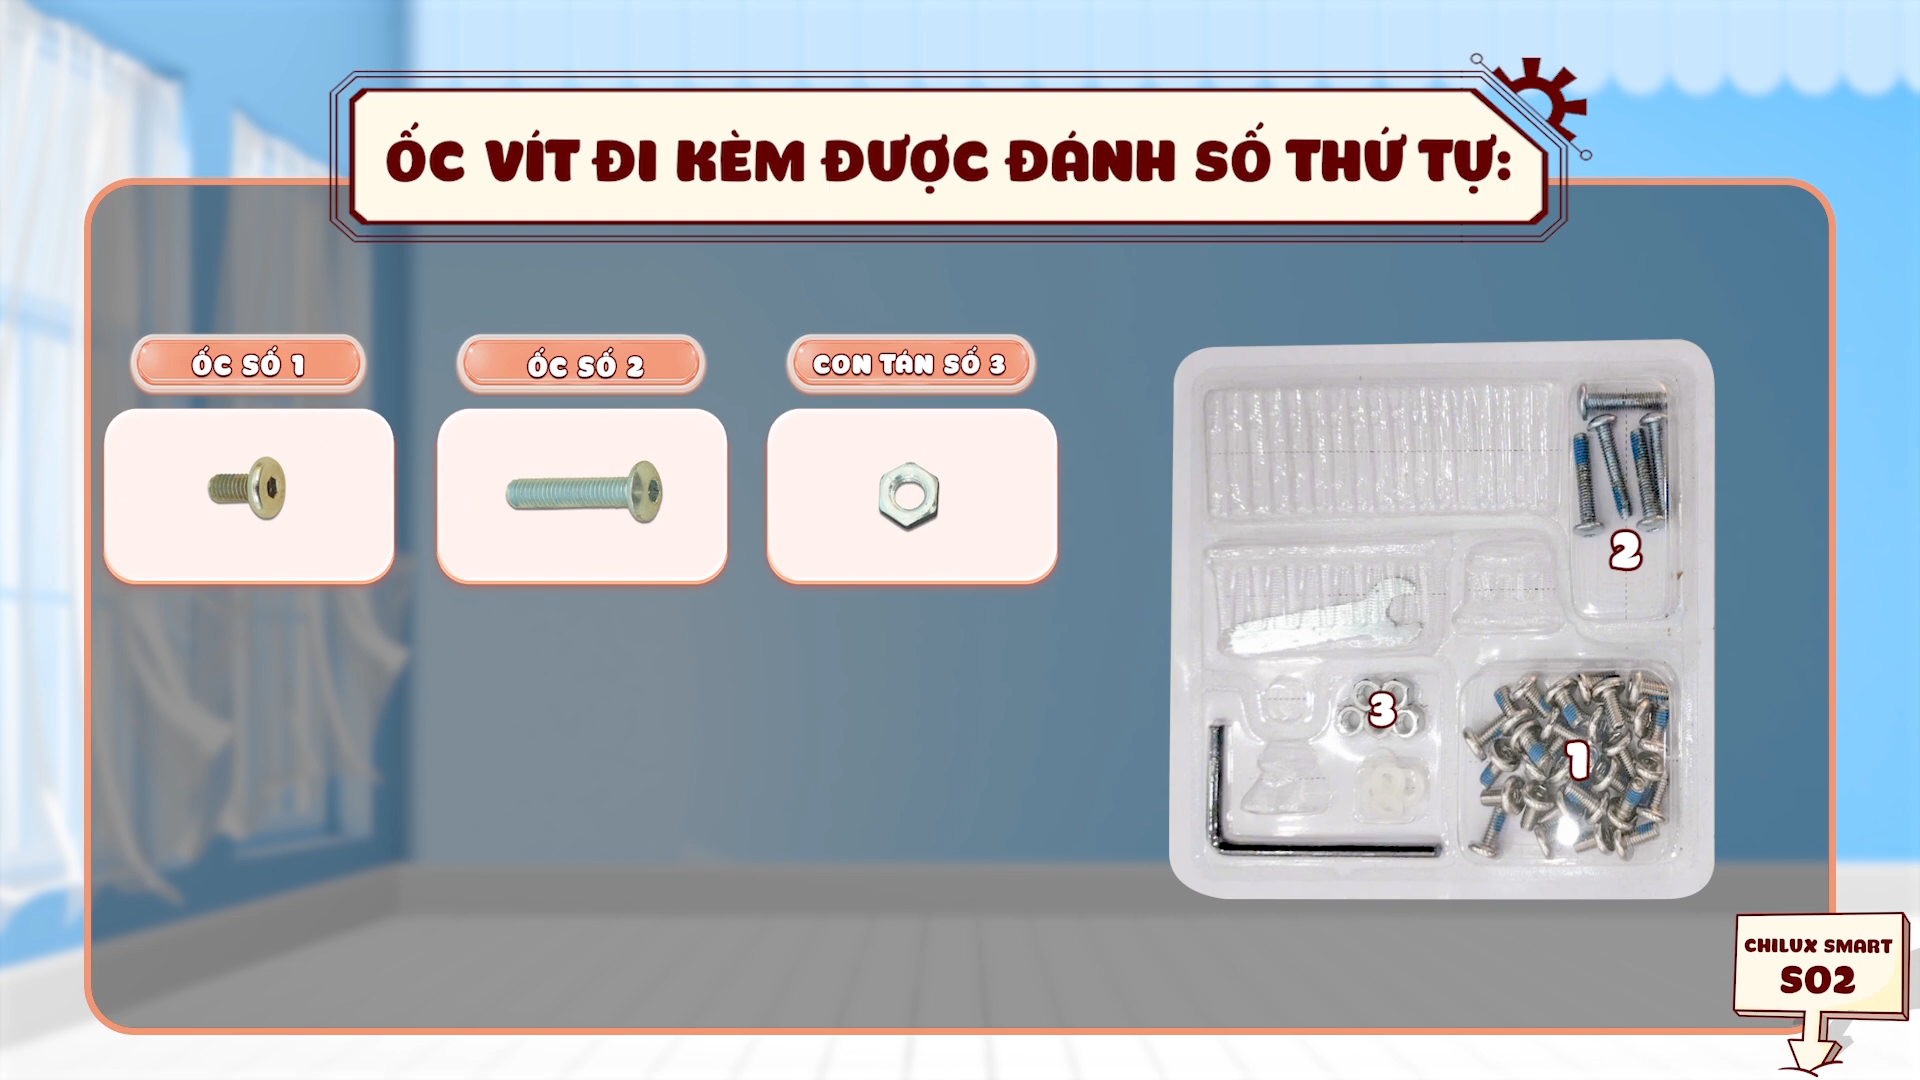 ỐC VÍT ĐI KÈM ĐƯỢC ĐÁNH SỐ THỨ TỰ:
ỐC SỐ 1
ỐC SỐ 2
CON TÁN SỐ 3
2
3
1
CHILUX SMART
S02